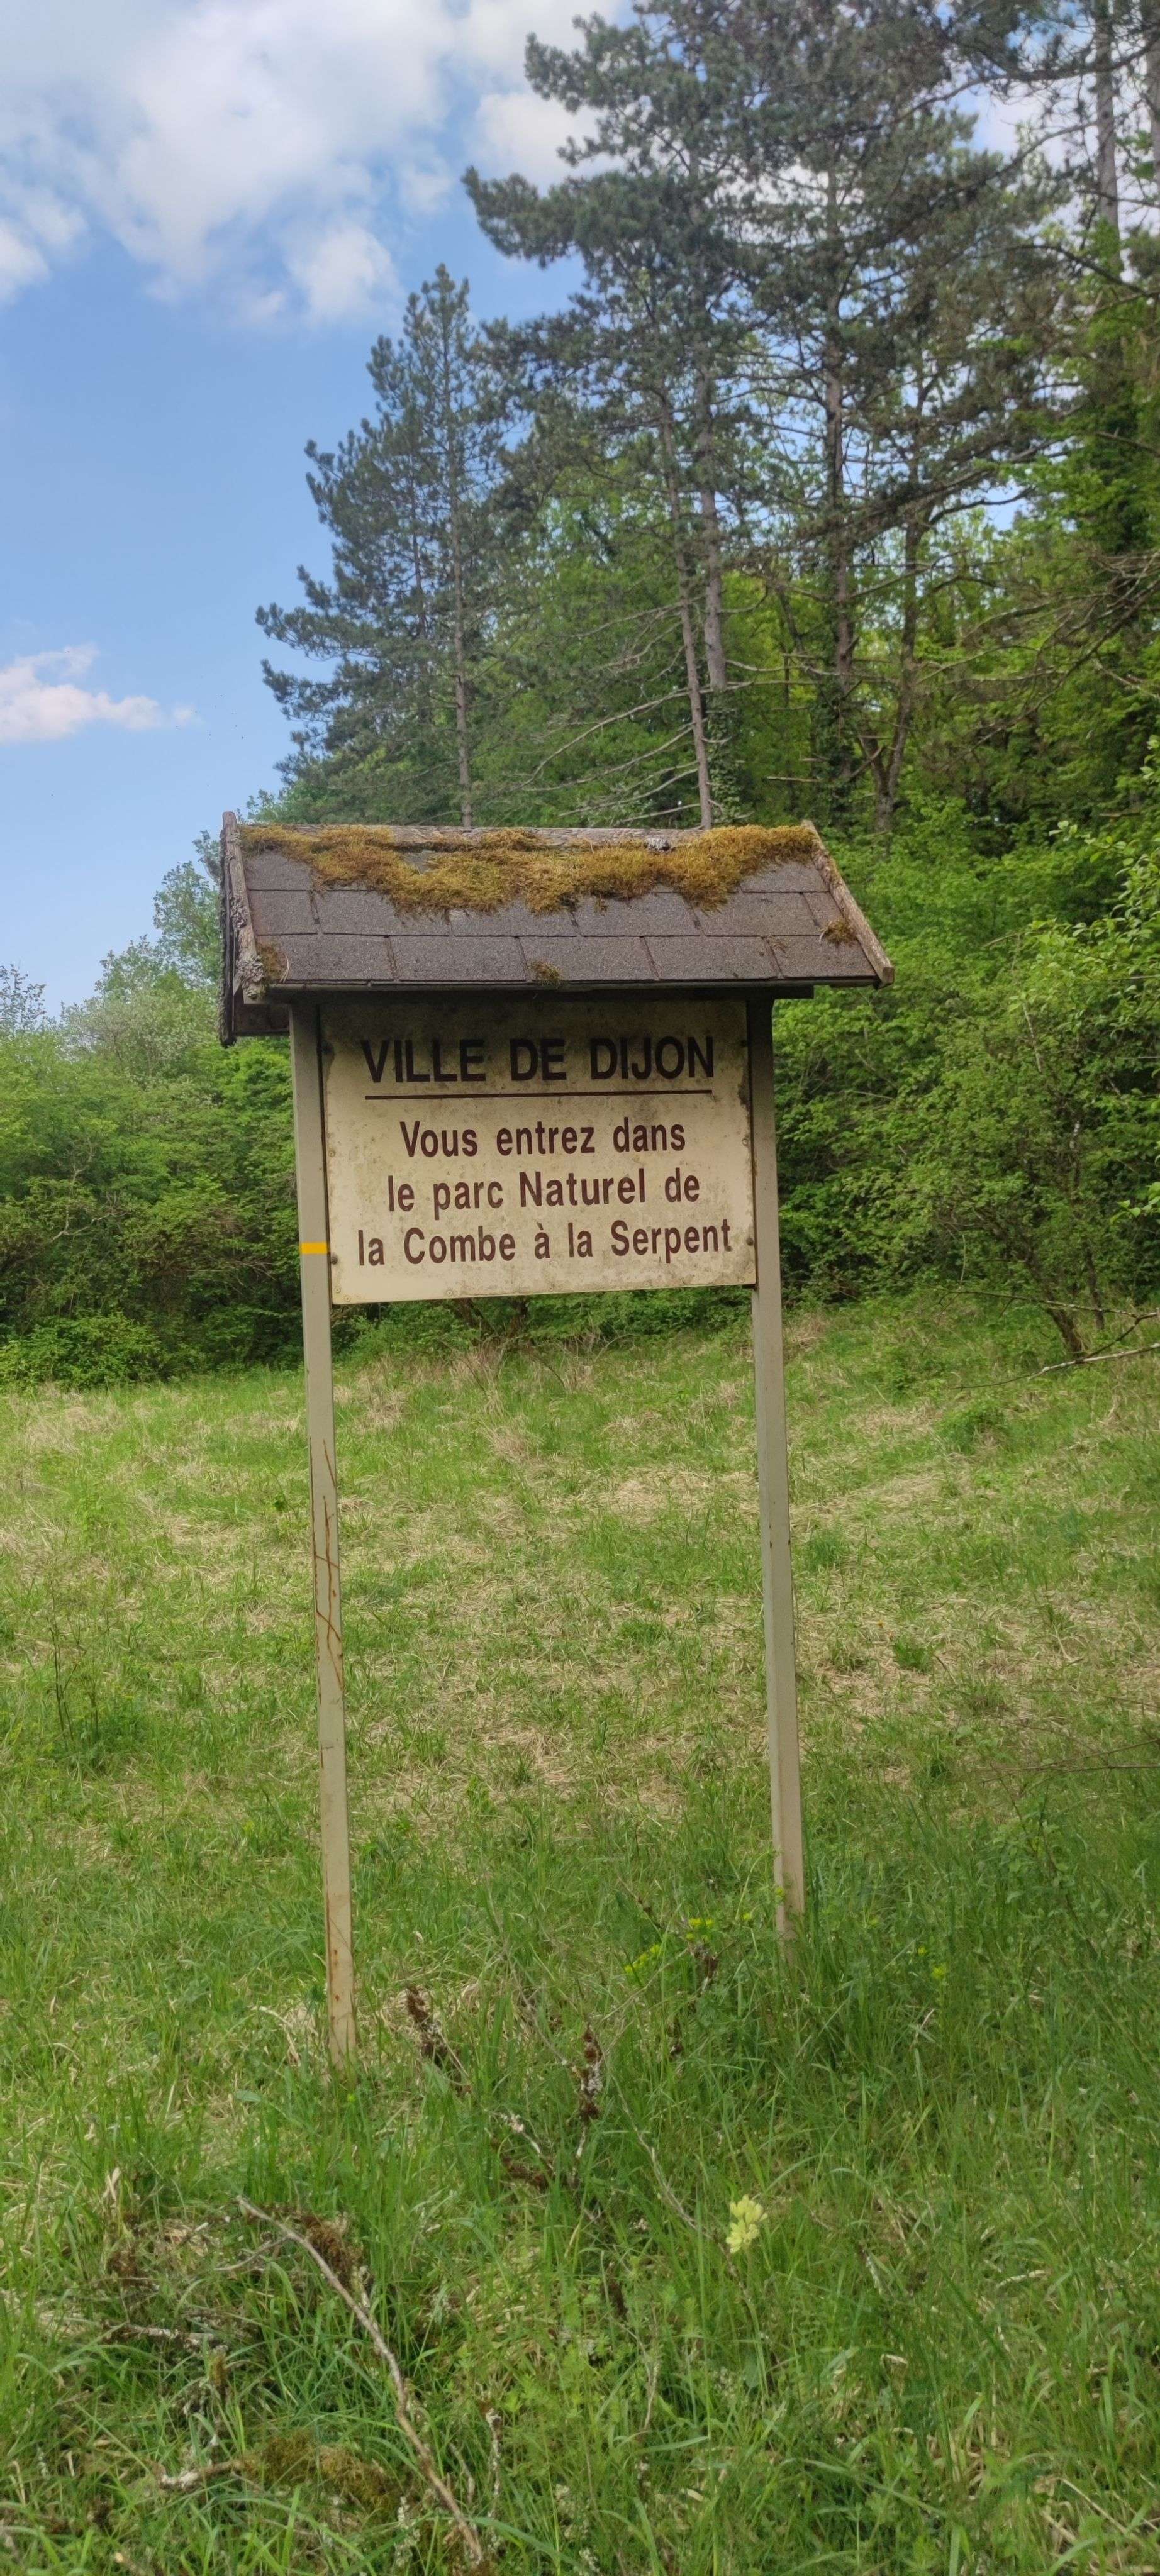 VILLE DE DIJON
Vous entrez dans
le parc Naturel de
la Combe à la Serpent